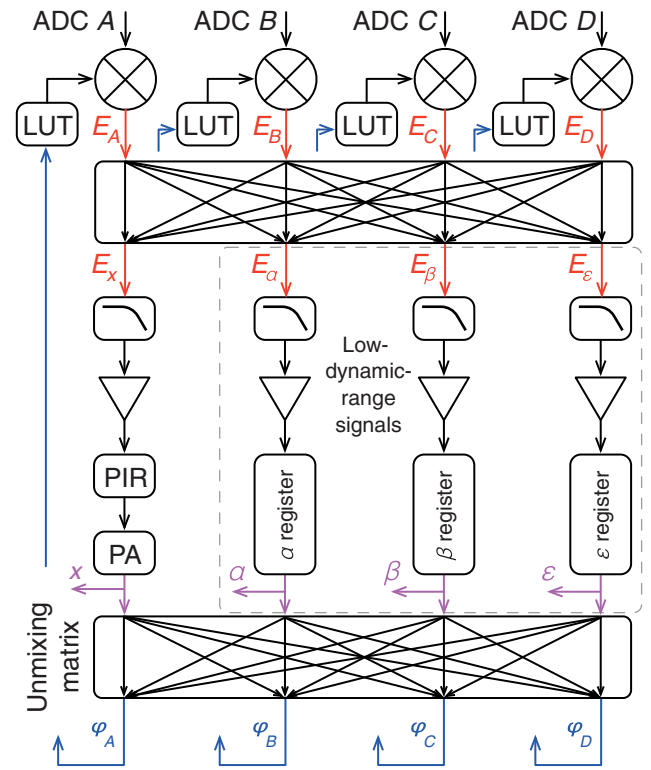 ADC A
ADC B
ADC C
ADC D
LUT
LUT
LUT
LUT
E_A
E_B
E_C
E_D
E_x
E_α
E_β
E_ε
Low-
dynamic-
range
signals
PIR
PA
α register
β register
ε register
x
α
β
ε
Unmixing
matrix
φ_A
φ_B
φ_C
φ_D